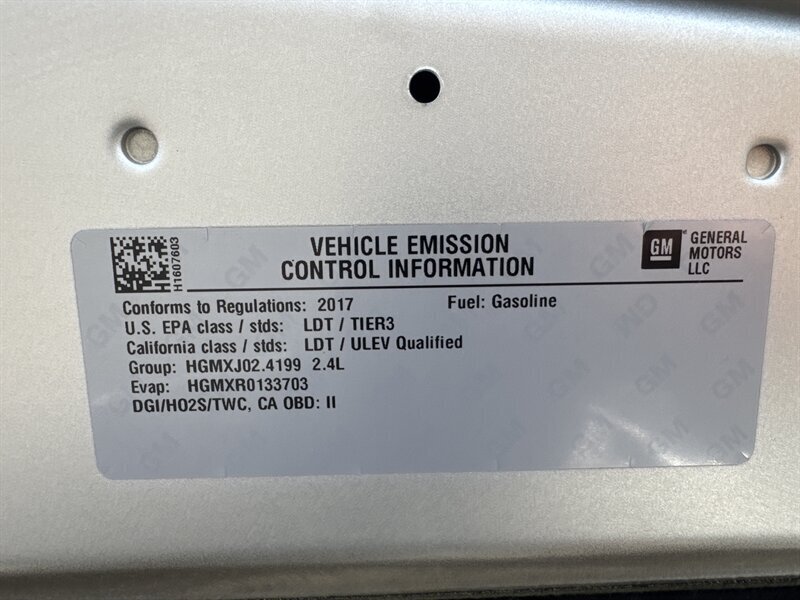 H1607603
VEHICLE EMISSION
CONTROL INFORMATION
GM
GENERAL
MOTORS
LLC
Conforms to Regulations: 2017 Fuel: Gasoline
U.S. EPA class / stds: LDT / TIER3
California class / stds: LDT / ULEV Qualified
Group: HGMXJ02.4199 2.4L
Evap: HGMXR0133703
DGI/HO2S/TWC, CA OBD: II